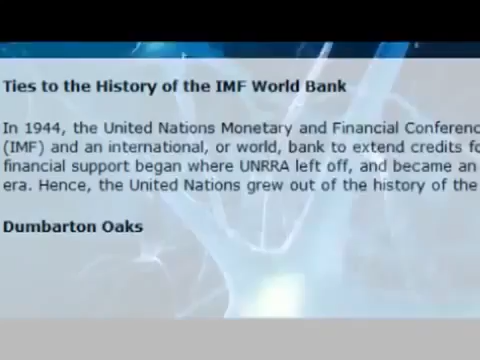 Ties to the History of the IMF World Bank
In 1944, the United Nations Monetary and Financial Conferenc
(IMF) and an international, or world, bank to extend credits fo
financial support began where UNRRA left off, and became an
era. Hence, the United Nations grew out of the history of the
Dumbarton Oaks